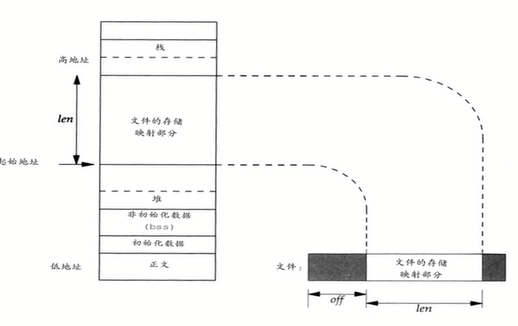 栈
高地址
len
文件的存储
映射部分
起始地址
堆
非初始化数据
(bss)
初始化数据
低地址
正文
文件：
文件的存储
映射部分
off
len